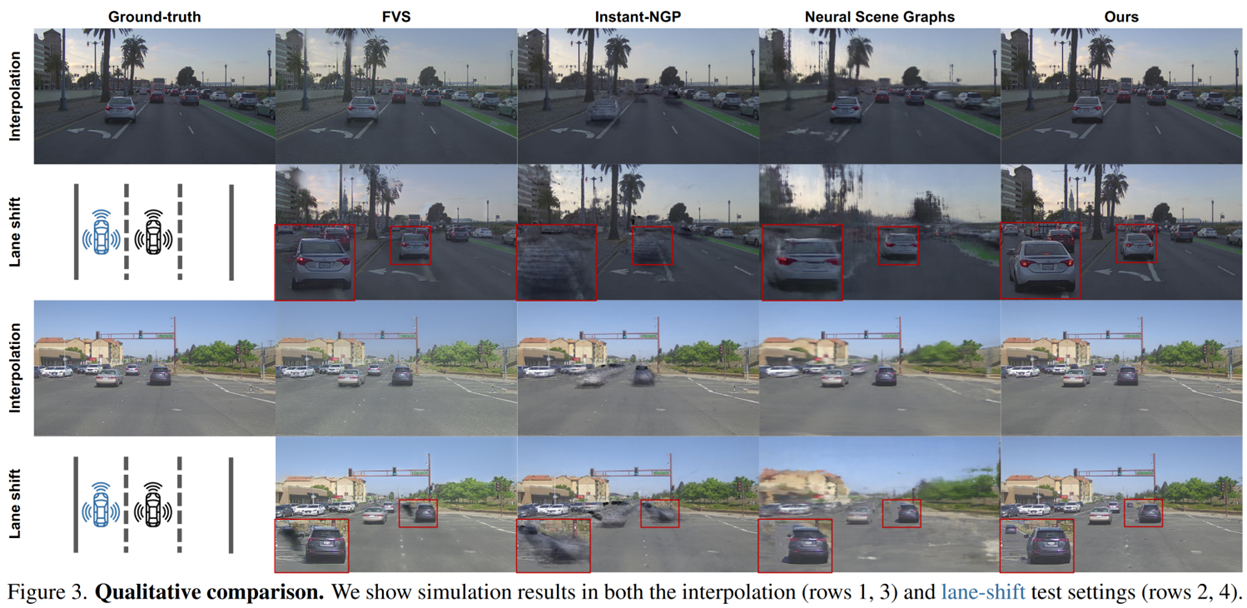 Ground-truth FVS Instant-NGP Neural Scene Graphs Ours
Interpolation
Lane shift
Interpolation
Lane shift
Figure 3. Qualitative comparison. We show simulation results in both the interpolation (rows 1, 3) and lane-shift test settings (rows 2, 4).